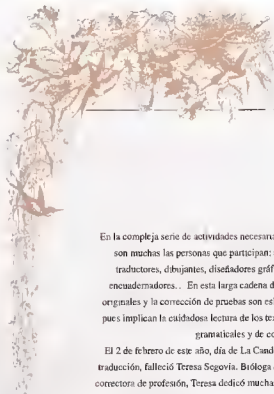 En la compleja serie de actividades necesari
son muchas las personas que participan:
traductores, dibujantes, diseñadores gráf
encuadernadores.. En esta larga cadena d
originales y la corrección de pruebas son es
pues implican la cuidadosa lectura de los te
gramaticales y de co
El 2 de febrero de este año, día de La Cand
traducción, falleció Teresa Segovia. Bióloga
correctora de profesión, Teresa dedicó mucha